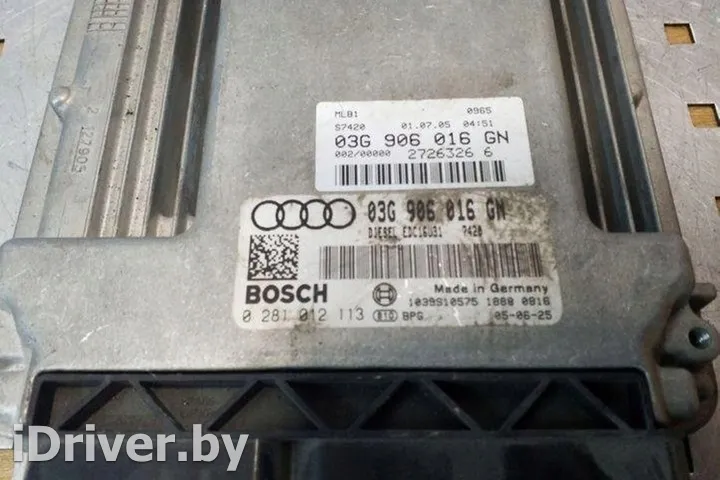 MLB1 0965
S7420 01.07.05 04:51
03G 906 016 GN
002/00000 2726326 6
03G 906 016 GN
DIESEL EDC16U31 7420
BOSCH Made in Germany
1039S10575 1880 0816
0 281 012 113 BPG 05-06-25
127905
iDriver.by